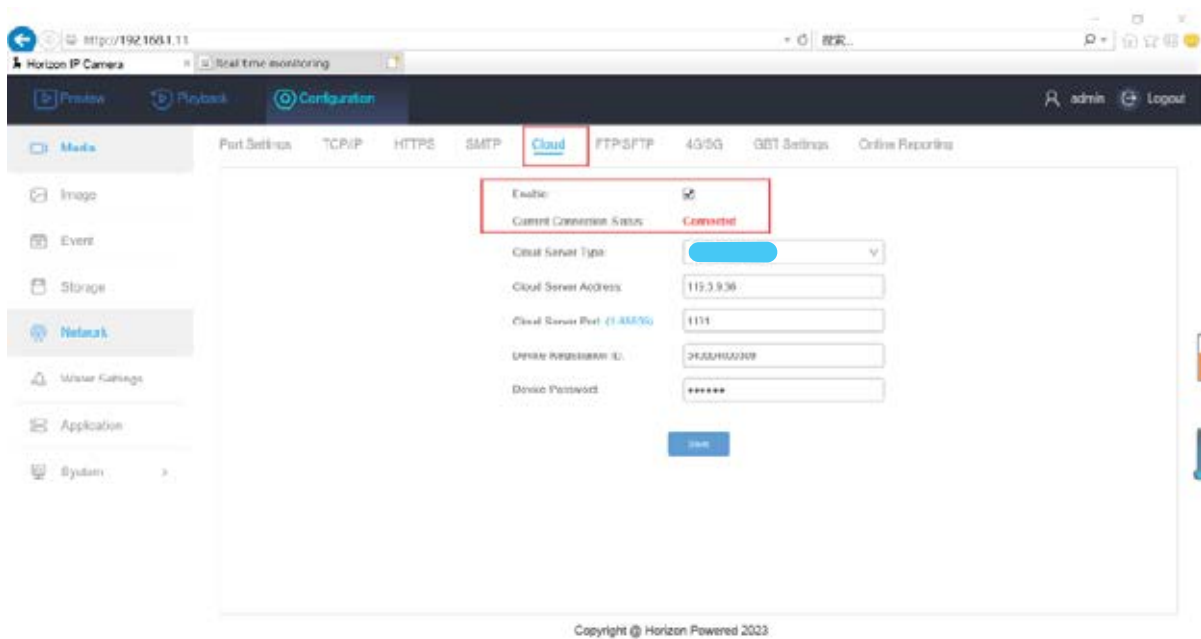 http://192.168.1.11
搜索...
Horizon IP Camera
Real time monitoring
Preview
Playback
Configuration
admin
Logout
Media
Port Settings
TCP/IP
HTTPS
SMTP
Cloud
FTP/SFTP
4G/5G
GBT Settings
Online Reporting
Image
Event
Storage
Network
Application
System
Enable:
Current Connection Status:
Connected
Cloud Server Type:
Cloud Server Address:
Cloud Server Port
Device Registration ID:
Device Password:
••••••
Save
Copyright @ Horizon Powered 2023